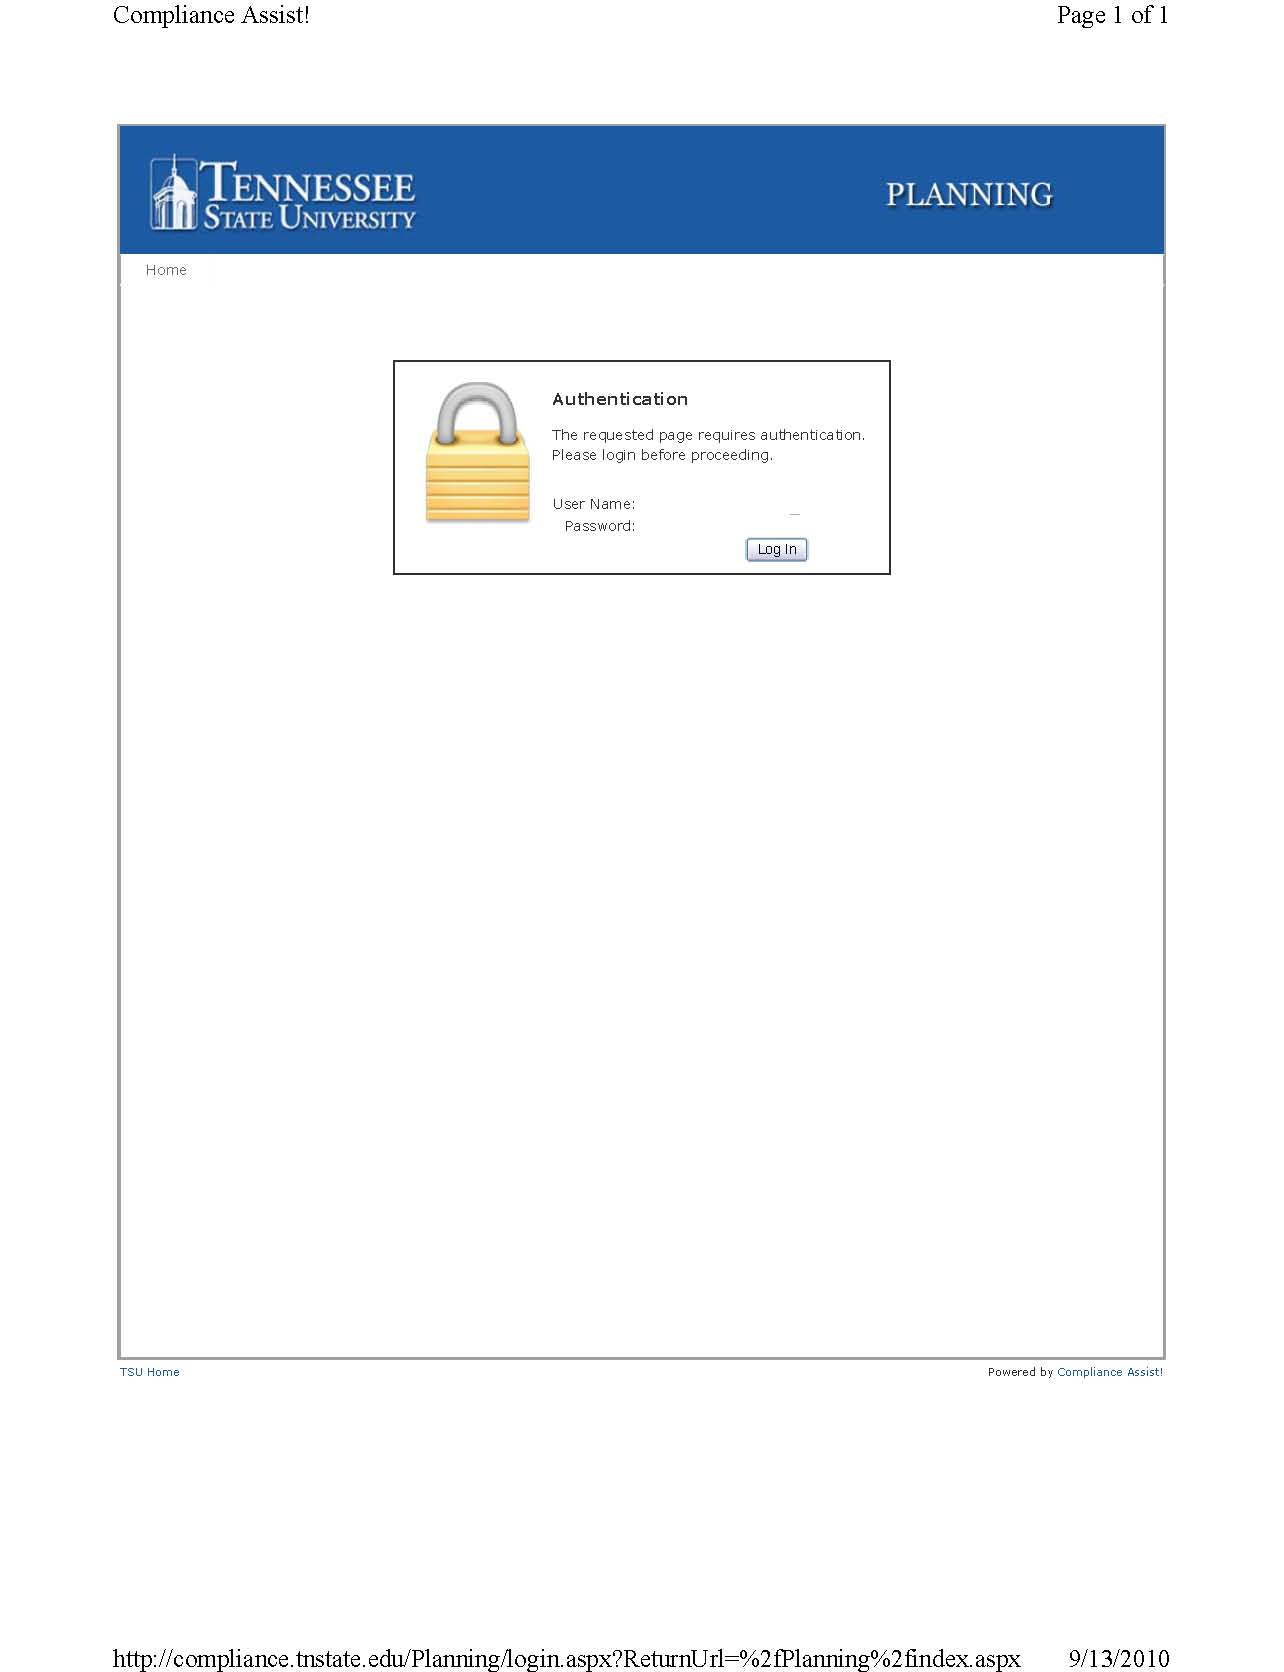 Compliance Assist!
Page 1 of 1
TENNESSEE
STATE UNIVERSITY
PLANNING
Home
Authentication
The requested page requires authentication.
Please login before proceeding.
User Name:
Password:
Log In
TSU Home
Powered by Compliance Assist!
http://compliance.tnstate.edu/Planning/login.aspx?ReturnUrl=%2fPlanning%2findex.aspx
9/13/2010